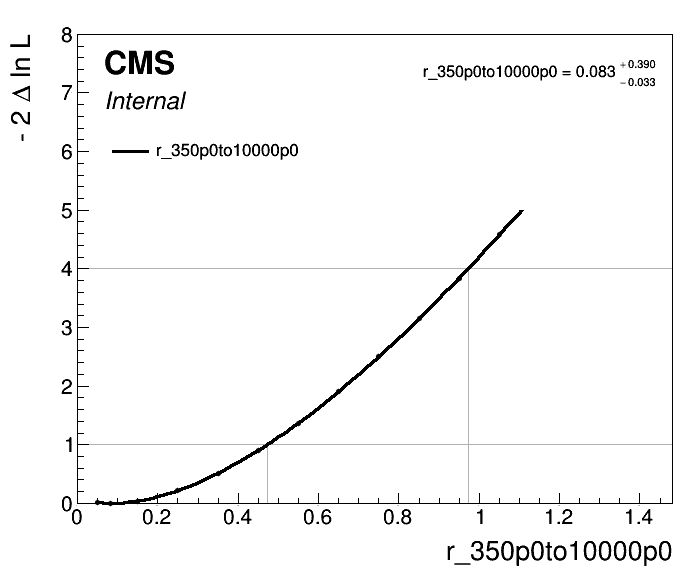 - 2 Δ ln L
8
7
6
5
4
3
2
1
0
CMS
Internal
r_350p0to10000p0 = 0.083 +0.390 −0.033
r_350p0to10000p0
0 0.2 0.4 0.6 0.8 1 1.2 1.4
r_350p0to10000p0